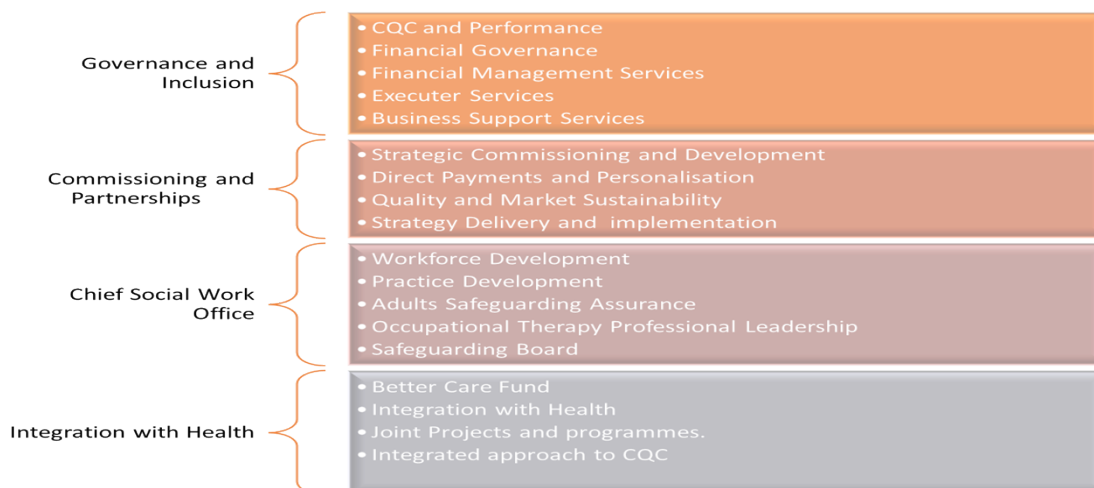 Governance and
Inclusion
• CQC and Performance
• Financial Governance
• Financial Management Services
• Executer Services
• Business Support Services
Commissioning and
Partnerships
• Strategic Commissioning and Development
• Direct Payments and Personalisation
• Quality and Market Sustainability
• Strategy Delivery and implementation
Chief Social Work
Office
• Workforce Development
• Practice Development
• Adults Safeguarding Assurance
• Occupational Therapy Professional Leadership
• Safeguarding Board
Integration with Health
• Better Care Fund
• Integration with Health
• Joint Projects and programmes.
• Integrated approach to CQC